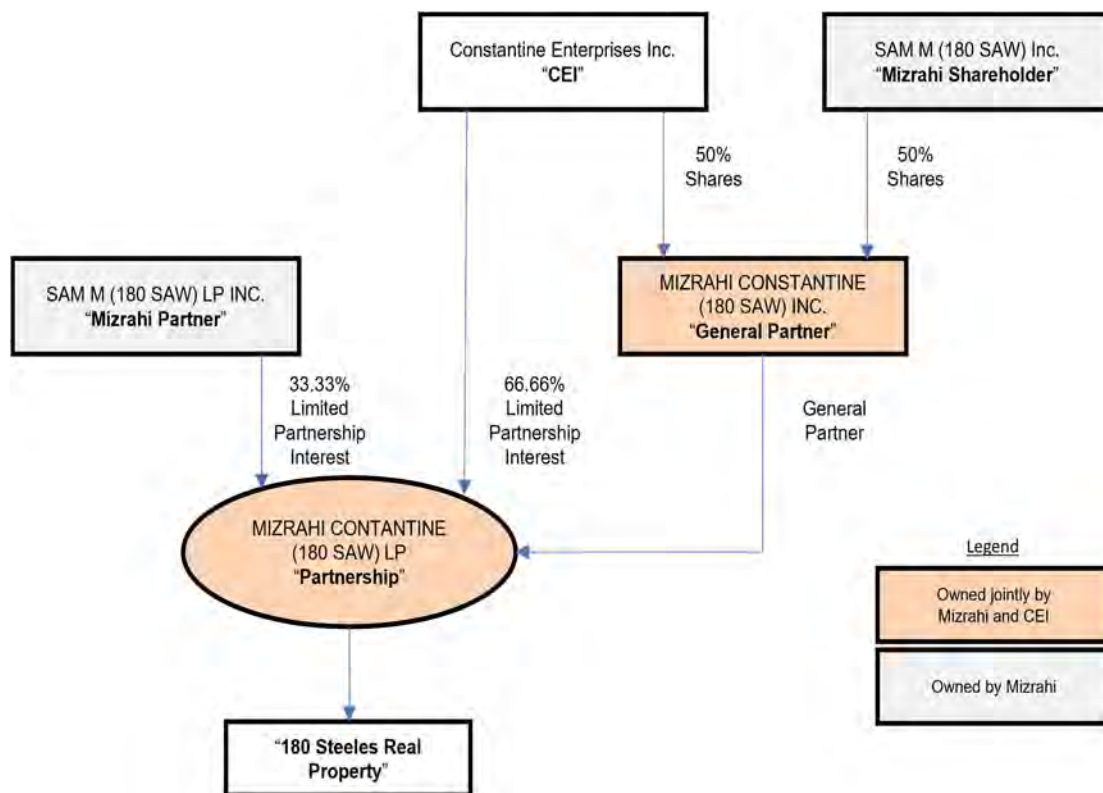 Constantine Enterprises Inc.
“CEI”
SAM M (180 SAW) Inc.
“Mizrahi Shareholder”
50%
Shares
50%
Shares
SAM M (180 SAW) LP INC.
“Mizrahi Partner”
MIZRAHI CONSTANTINE
(180 SAW) INC.
“General Partner”
33.33%
Limited
Partnership
Interest
66.66%
Limited
Partnership
Interest
General
Partner
MIZRAHI CONTANTINE
(180 SAW) LP
“Partnership”
Legend
Owned jointly by
Mizrahi and CEI
Owned by Mizrahi
“180 Steeles Real
Property”